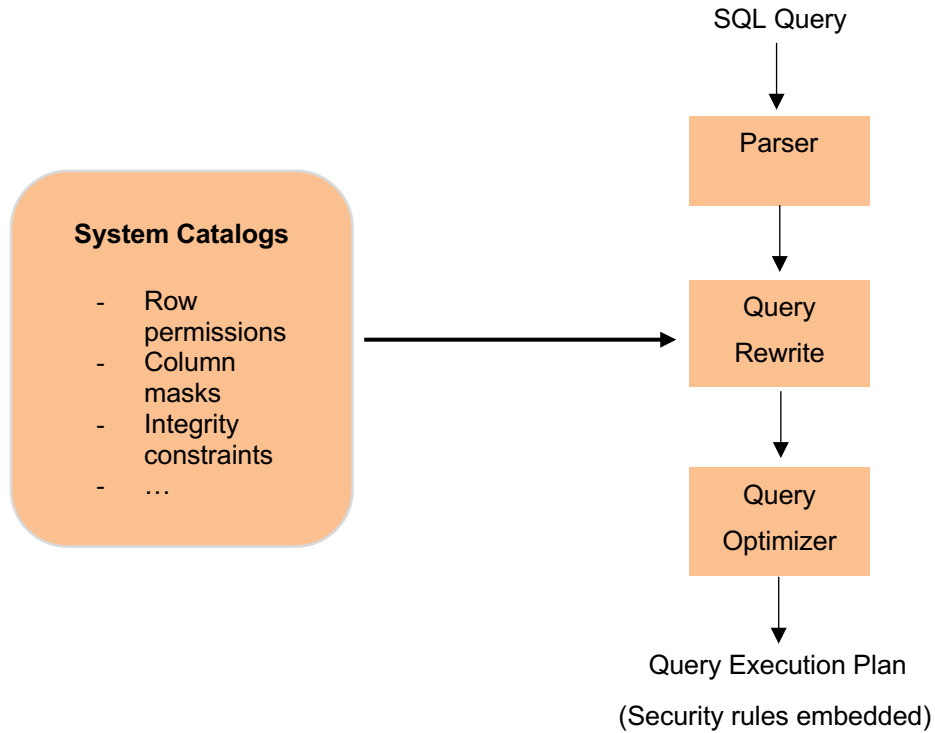 SQL Query
Parser
System Catalogs
- Row
permissions
- Column
masks
- Integrity
constraints
- …
Query
Rewrite
Query
Optimizer
Query Execution Plan
(Security rules embedded)